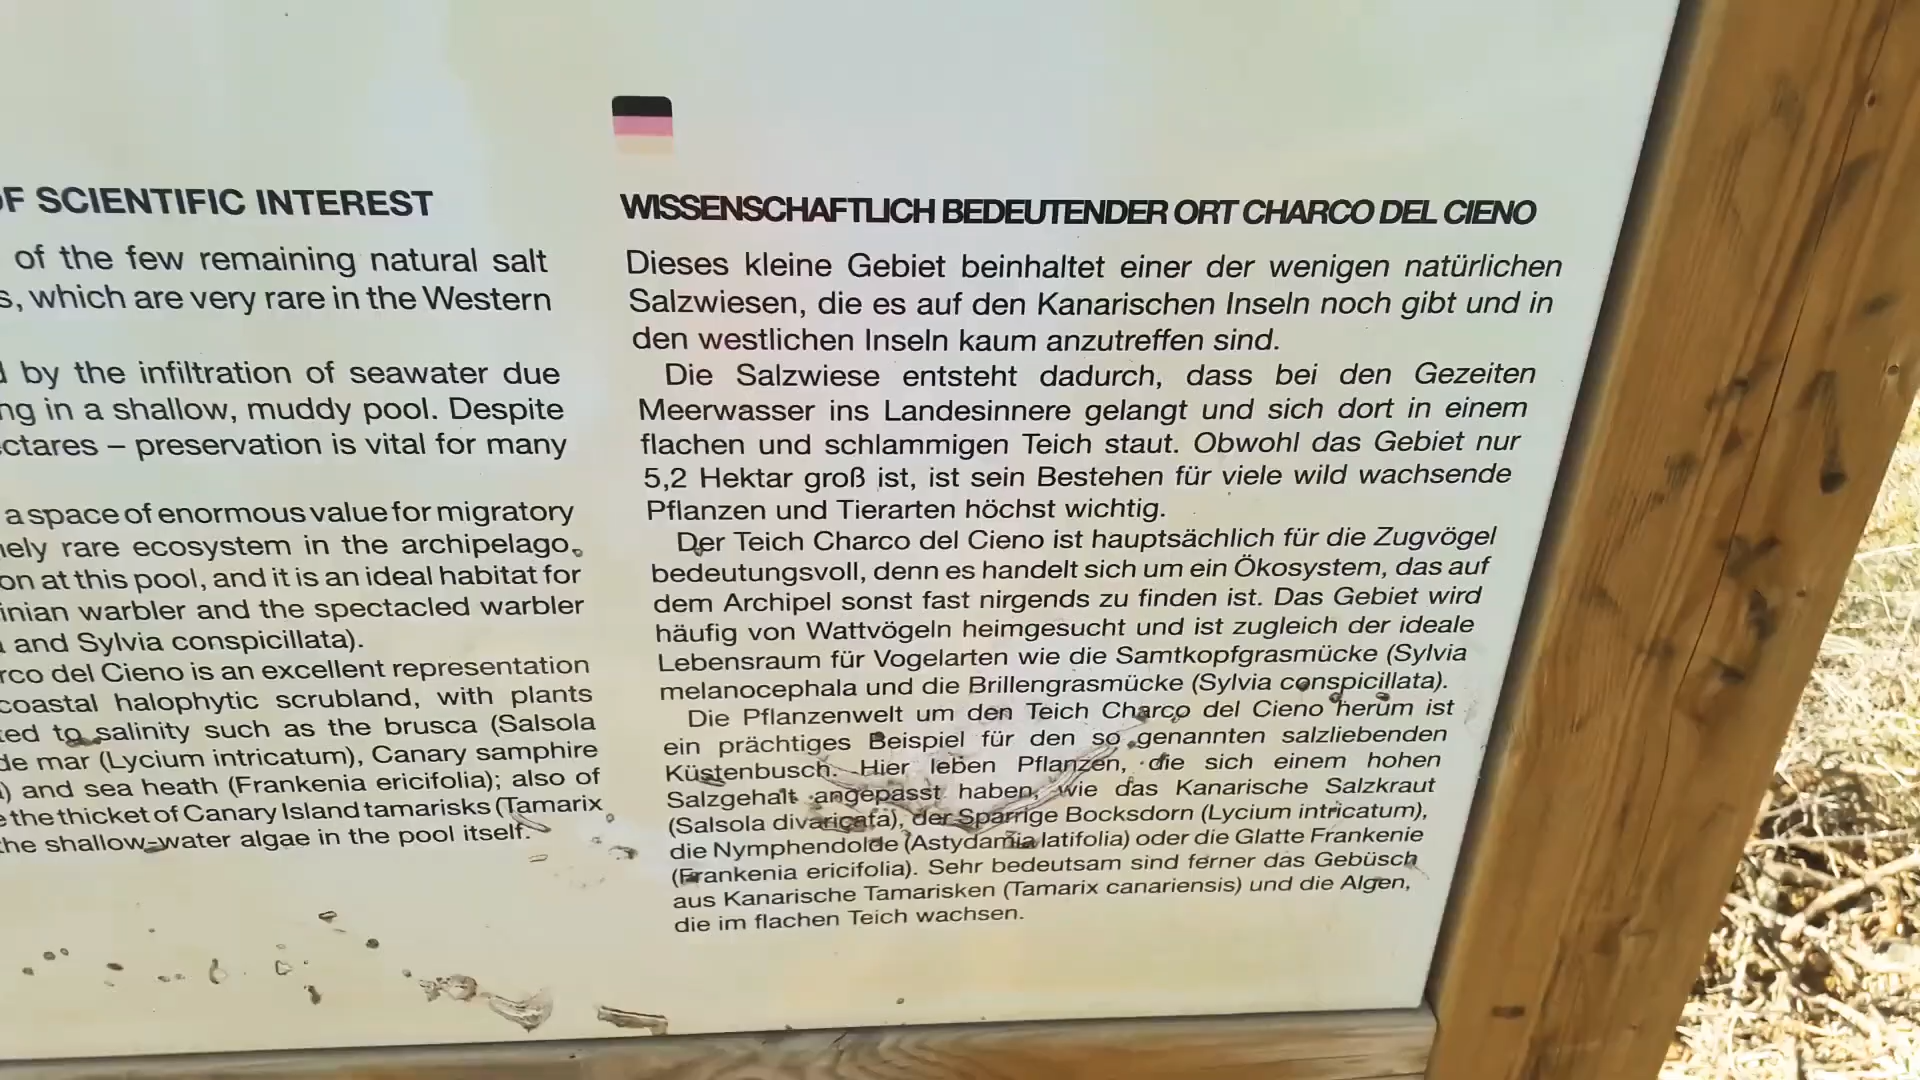 OF SCIENTIFIC INTEREST
of the few remaining natural salt
which are very rare in the Western
by the infiltration of seawater due
in a shallow, muddy pool. Despite
– preservation is vital for many
a space of enormous value for migratory
rare ecosystem in the archipelago.
at this pool, and it is an ideal habitat for
warbler and the spectacled warbler
and Sylvia conspicillata).
del Cieno is an excellent representation
coastal halophytic scrubland, with plants
to salinity such as the brusca (Salsola
de mar (Lycium intricatum), Canary samphire
and sea heath (Frankenia ericifolia); also of
the thicket of Canary Island tamarisks (Tamarix
the shallow-water algae in the pool itself.
WISSENSCHAFTLICH BEDEUTENDER ORT CHARCO DEL CIENO
Dieses kleine Gebiet beinhaltet einer der wenigen natürlichen
Salzwiesen, die es auf den Kanarischen Inseln noch gibt und in
den westlichen Inseln kaum anzutreffen sind.
Die Salzwiese entsteht dadurch, dass bei den Gezeiten
Meerwasser ins Landesinnere gelangt und sich dort in einem
flachen und schlammigen Teich staut. Obwohl das Gebiet nur
5,2 Hektar groß ist, ist sein Bestehen für viele wild wachsende
Pflanzen und Tierarten höchst wichtig.
Der Teich Charco del Cieno ist hauptsächlich für die Zugvögel
bedeutungsvoll, denn es handelt sich um ein Ökosystem, das auf
dem Archipel sonst fast nirgends zu finden ist. Das Gebiet wird
häufig von Wattvögeln heimgesucht und ist zugleich der ideale
Lebensraum für Vogelarten wie die Samtkopfgrasmücke (Sylvia
melanocephala und die Brillengrasmücke (Sylvia conspicillata).
Die Pflanzenwelt um den Teich Charco del Cieno herum ist
ein prächtiges Beispiel für den so genannten salzliebenden
Küstenbusch. Hier leben Pflanzen, die sich einem hohen
Salzgehalt angepasst haben, wie das Kanarische Salzkraut
(Salsola divaricata), der Sparrige Bocksdorn (Lycium intricatum),
die Nymphendolde (Astydamia latifolia) oder die Glatte Frankenie
(Frankenia ericifolia). Sehr bedeutsam sind ferner das Gebüsch
aus Kanarische Tamarisken (Tamarix canariensis) und die Algen,
die im flachen Teich wachsen.